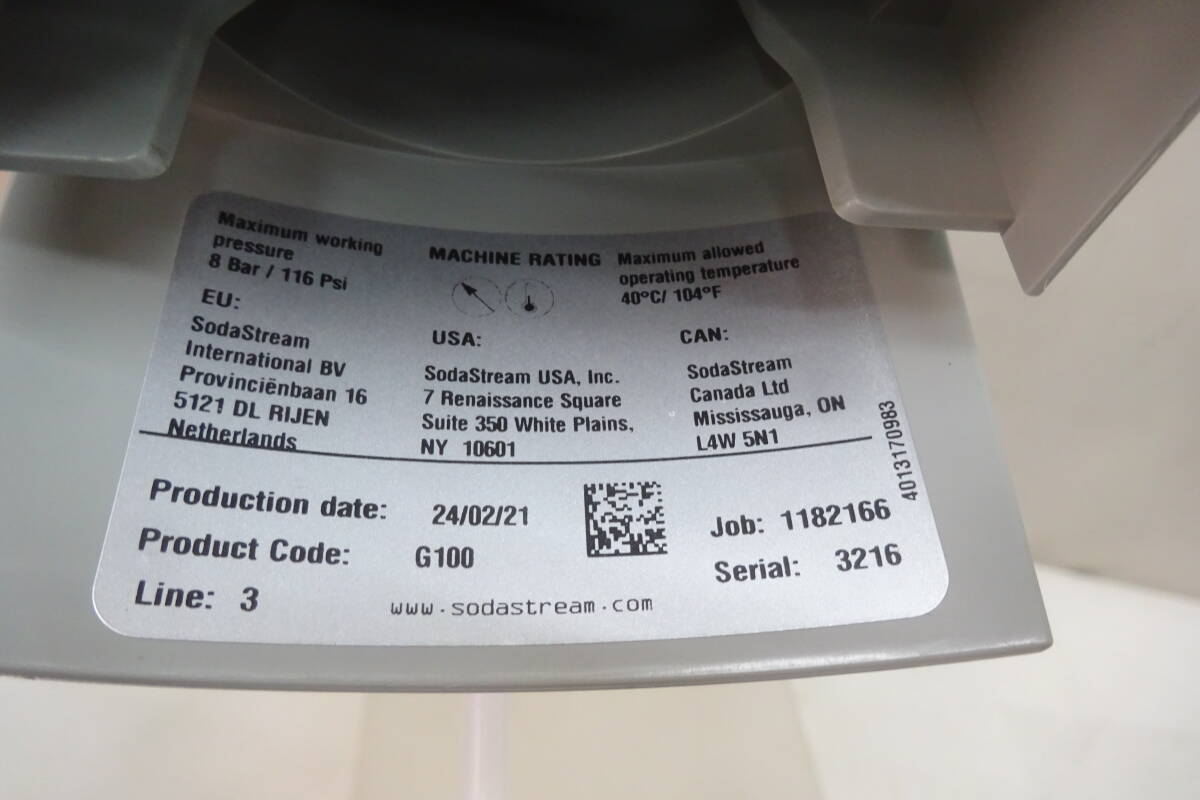 Maximum working
pressure
8 Bar / 116 Psi
MACHINE RATING
Maximum allowed
operating temperature
40°C/ 104°F
EU:
SodaStream
International BV
Provinciënbaan 16
5121 DL RIJEN
Netherlands
USA:
SodaStream USA, Inc.
7 Renaissance Square
Suite 350 White Plains,
NY 10601
CAN:
SodaStream
Canada Ltd
Mississauga, ON
L4W 5N1
4013170983
Production date: 24/02/21
Product Code: G100
Line: 3
Job: 1182166
Serial: 3216
www.sodastream.com